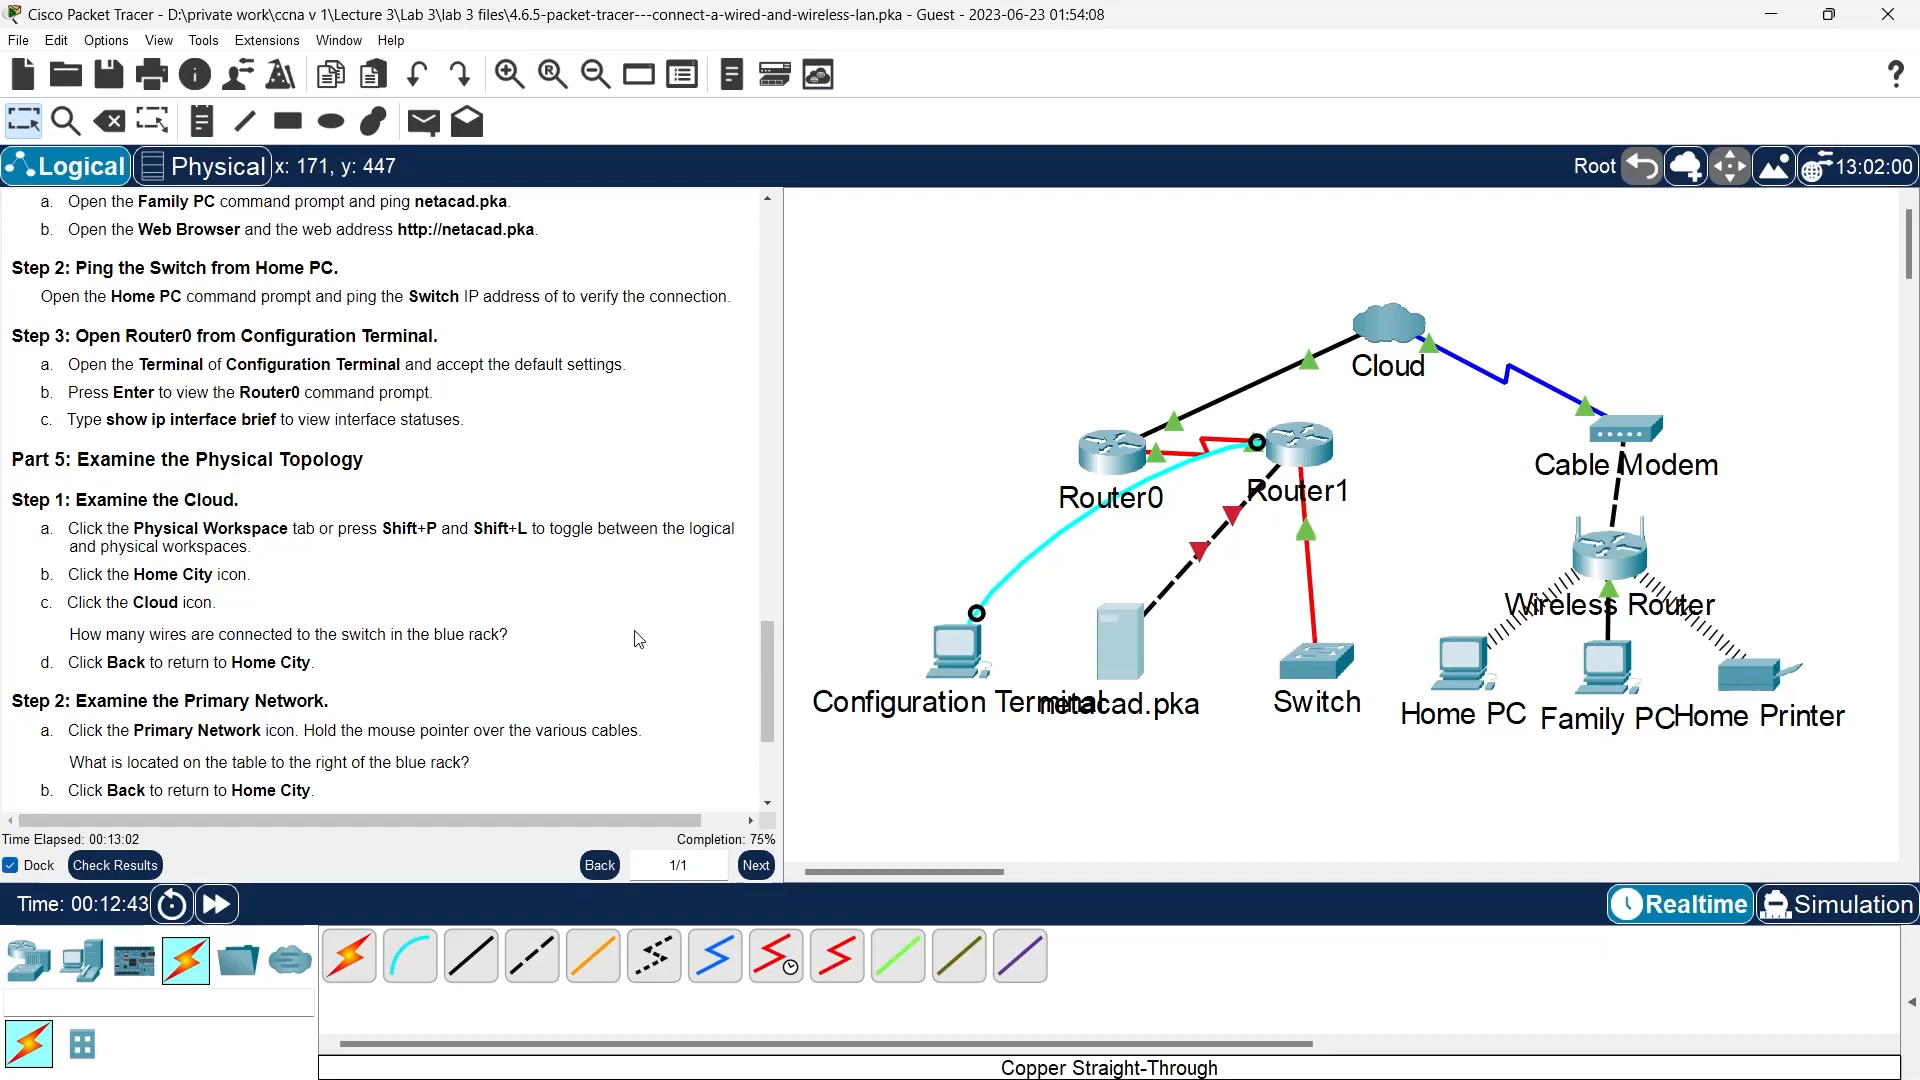 Cisco Packet Tracer - D:\private work\ccna v 1\Lecture 3\Lab 3\lab 3 files\4.6.5-packet-tracer---connect-a-wired-and-wireless-lan.pka - Guest - 2023-06-23 01:54:08
File Edit Options View Tools Extensions Window Help
Logical Physical x: 171, y: 447 Root 13:02:00
a. Open the Family PC command prompt and ping netacad.pka.
b. Open the Web Browser and the web address http://netacad.pka.
Step 2: Ping the Switch from Home PC.
Open the Home PC command prompt and ping the Switch IP address of to verify the connection.
Step 3: Open Router0 from Configuration Terminal.
a. Open the Terminal of Configuration Terminal and accept the default settings.
b. Press Enter to view the Router0 command prompt.
c. Type show ip interface brief to view interface statuses.
Part 5: Examine the Physical Topology
Step 1: Examine the Cloud.
a. Click the Physical Workspace tab or press Shift+P and Shift+L to toggle between the logical
and physical workspaces.
b. Click the Home City icon.
c. Click the Cloud icon.
How many wires are connected to the switch in the blue rack?
d. Click Back to return to Home City.
Step 2: Examine the Primary Network.
a. Click the Primary Network icon. Hold the mouse pointer over the various cables.
What is located on the table to the right of the blue rack?
b. Click Back to return to Home City.
Time Elapsed: 00:13:02 Completion: 75%
Dock Check Results Back 1/1 Next
Cloud
Cable Modem
Router0
Router1
Wireless Router
Configuration Terminal
netacad.pka
Switch
Home PC
Family PC
Home Printer
Time: 00:12:43 Realtime Simulation
Copper Straight-Through